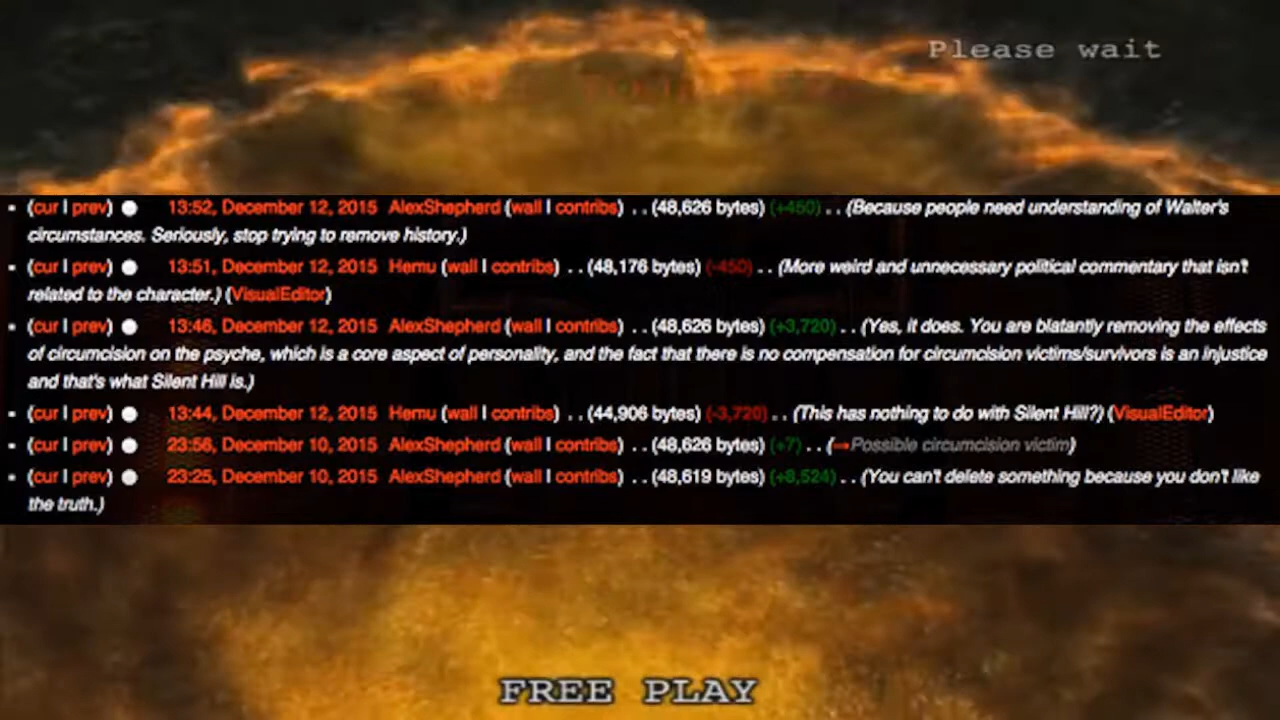 Please wait
(cur | prev) 13:52, December 12, 2015 AlexShepherd (wall | contribs) . . (48,626 bytes) (+450) . . (Because people need understanding of Walter's
circumstances. Seriously, stop trying to remove history.)
(cur | prev) 13:51, December 12, 2015 Hemu (wall | contribs) . . (48,176 bytes) (-450) . . (More weird and unnecessary political commentary that isn't
related to the character.) (VisualEditor)
(cur | prev) 13:46, December 12, 2015 AlexShepherd (wall | contribs) . . (48,626 bytes) (+3,720) . . (Yes, it does. You are blatantly removing the effects
of circumcision on the psyche, which is a core aspect of personality, and the fact that there is no compensation for circumcision victims/survivors is an injustice
and that's what Silent Hill is.)
(cur | prev) 13:44, December 12, 2015 Hemu (wall | contribs) . . (44,906 bytes) (-3,720) . . (This has nothing to do with Silent Hill?) (VisualEditor)
(cur | prev) 23:56, December 10, 2015 AlexShepherd (wall | contribs) . . (48,626 bytes) (+7) . . (→Possible circumcision victim)
(cur | prev) 23:25, December 10, 2015 AlexShepherd (wall | contribs) . . (48,619 bytes) (+8,524) . . (You can't delete something because you don't like
the truth.)
FREE PLAY